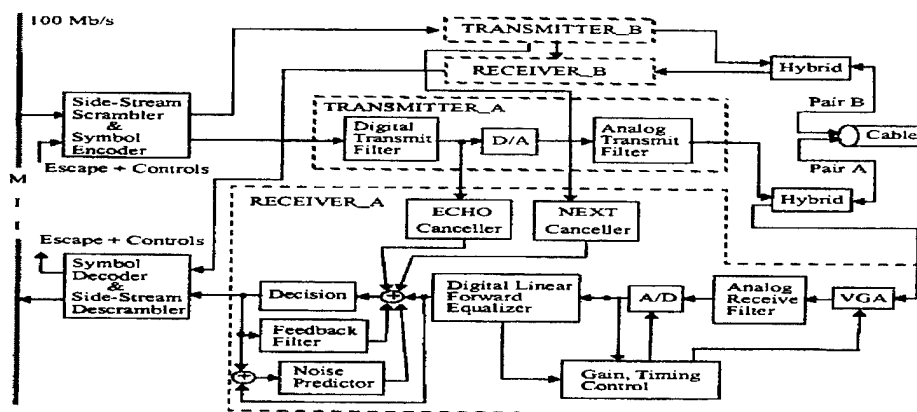 100 Mb/s
TRANSMITTER_B
RECEIVER_B
Hybrid
Pair B
Cable
Pair A
Hybrid
Side-Stream
Scrambler
&
Symbol
Encoder
Escape + Controls
M
TRANSMITTER_A
Digital
Transmit
Filter
D/A
Analog
Transmit
Filter
RECEIVER_A
ECHO
Canceller
NEXT
Canceller
Escape + Controls
Symbol
Decoder
&
Side-Stream
Descrambler
Decision
Feedback
Filter
Noise
Predictor
Digital Linear
Forward
Equalizer
A/D
Analog
Receive
Filter
VGA
Gain, Timing
Control